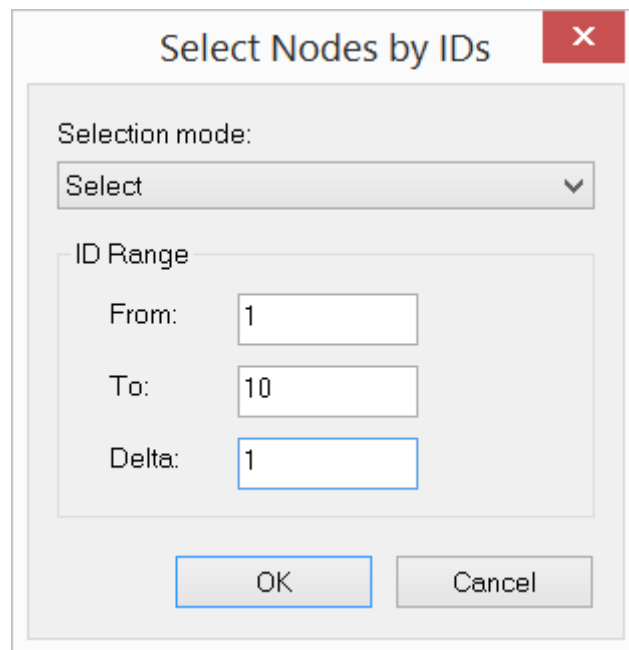 Select Nodes by IDs
Selection mode:
Select
ID Range
From: 1
To: 10
Delta: 1
OK Cancel